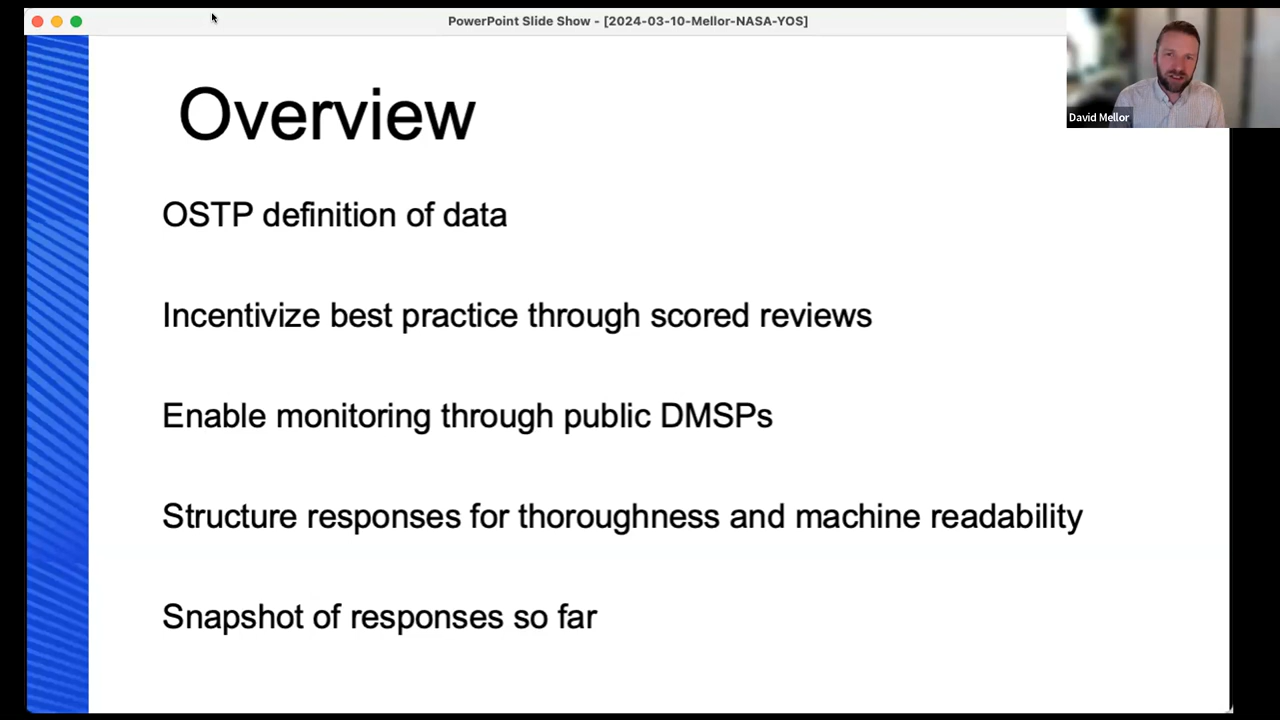 PowerPoint Slide Show - [2024-03-10-Mellor-NASA-YOS]
David Mellor
Overview
OSTP definition of data
Incentivize best practice through scored reviews
Enable monitoring through public DMSPs
Structure responses for thoroughness and machine readability
Snapshot of responses so far